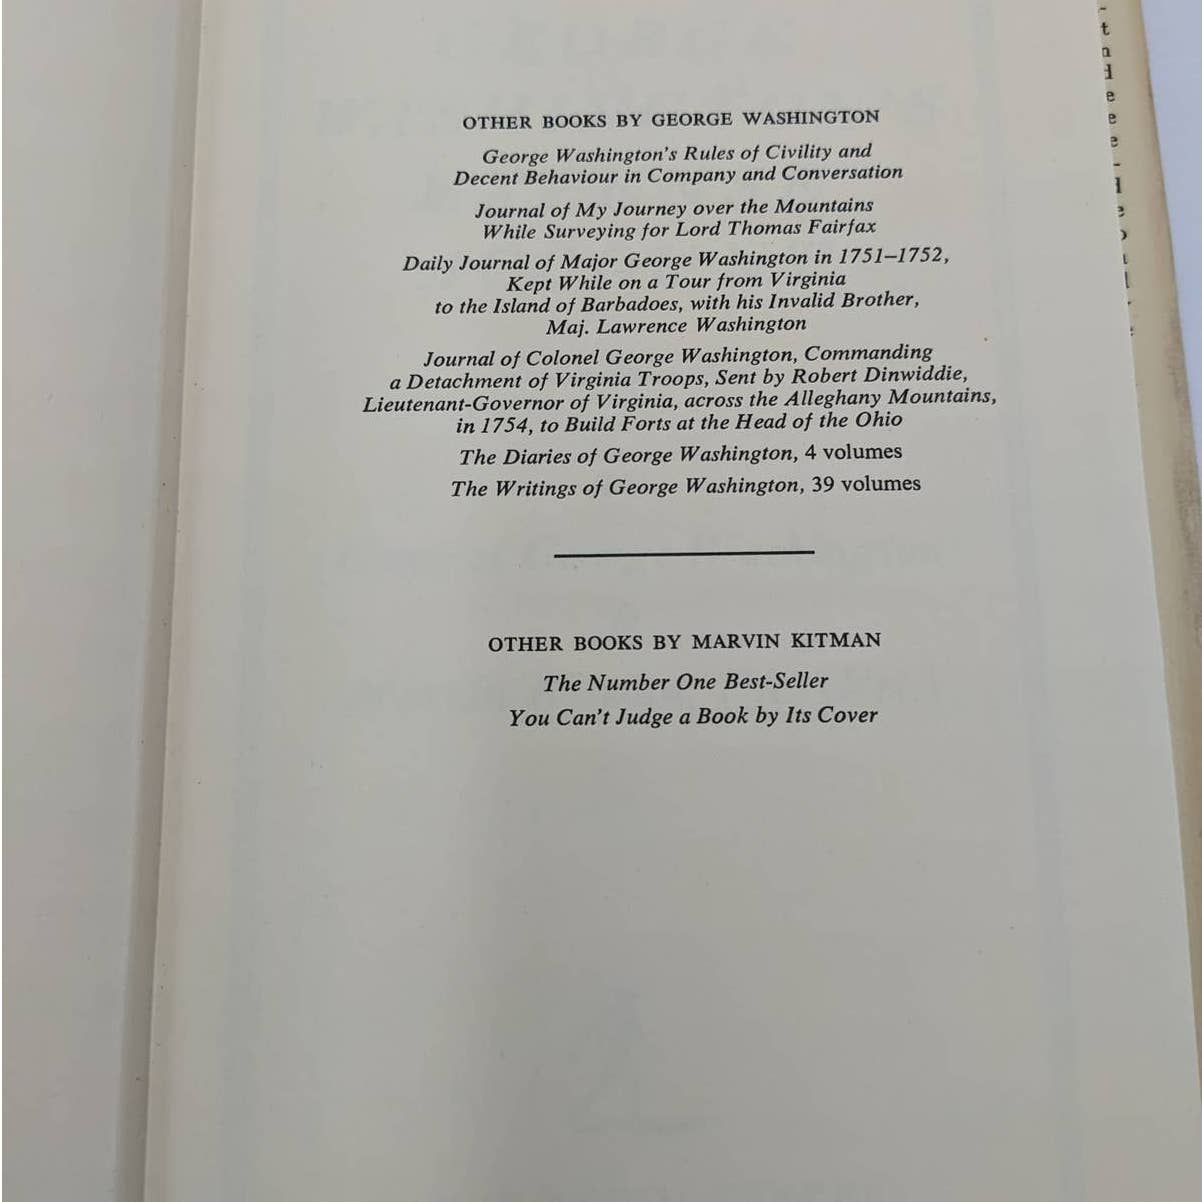 OTHER BOOKS BY GEORGE WASHINGTON
George Washington's Rules of Civility and
Decent Behaviour in Company and Conversation
Journal of My Journey over the Mountains
While Surveying for Lord Thomas Fairfax
Daily Journal of Major George Washington in 1751–1752,
Kept While on a Tour from Virginia
to the Island of Barbadoes, with his Invalid Brother,
Maj. Lawrence Washington
Journal of Colonel George Washington, Commanding
a Detachment of Virginia Troops, Sent by Robert Dinwiddie,
Lieutenant-Governor of Virginia, across the Alleghany Mountains,
in 1754, to Build Forts at the Head of the Ohio
The Diaries of George Washington, 4 volumes
The Writings of George Washington, 39 volumes
OTHER BOOKS BY MARVIN KITMAN
The Number One Best-Seller
You Can't Judge a Book by Its Cover